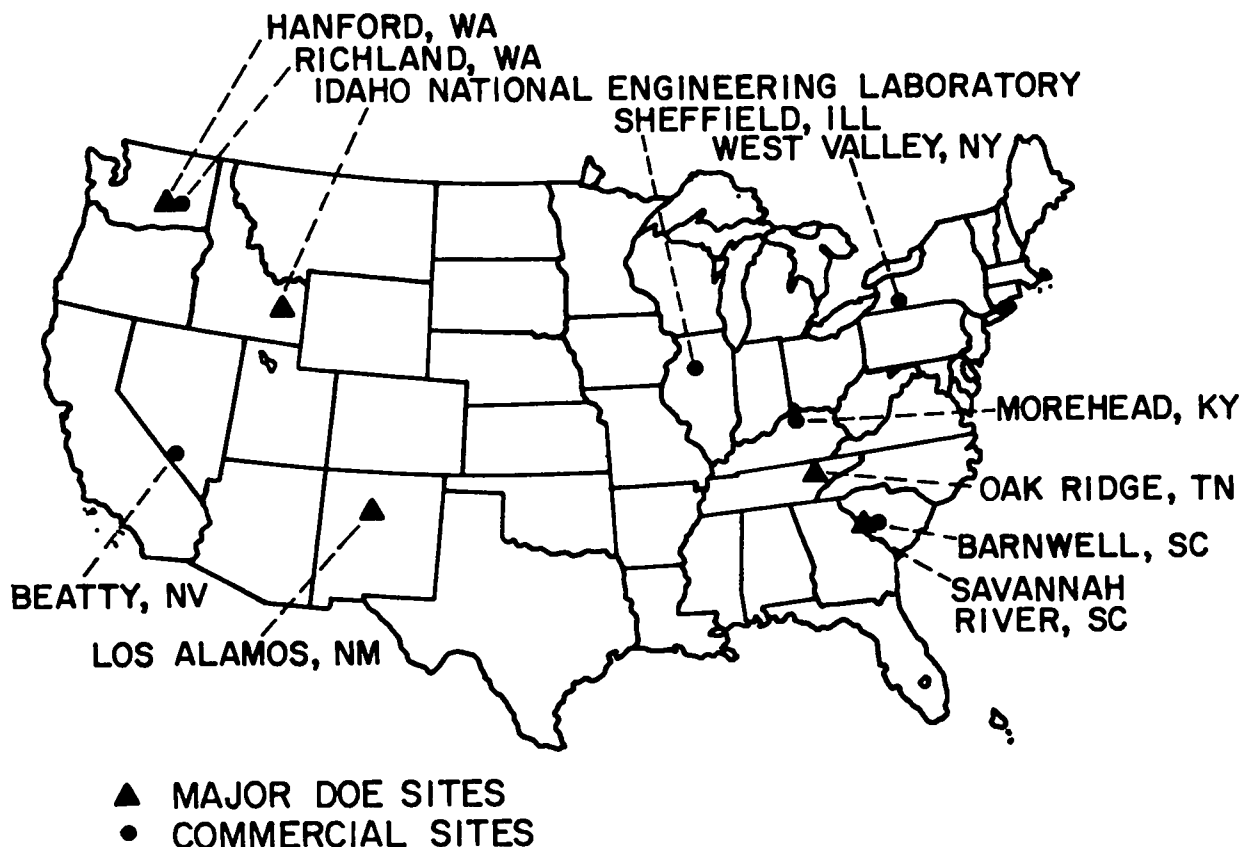 HANFORD, WA
RICHLAND, WA
IDAHO NATIONAL ENGINEERING LABORATORY
SHEFFIELD, ILL
WEST VALLEY, NY
MOREHEAD, KY
OAK RIDGE, TN
BARNWELL, SC
SAVANNAH
RIVER, SC
BEATTY, NV
LOS ALAMOS, NM
MAJOR DOE SITES
COMMERCIAL SITES